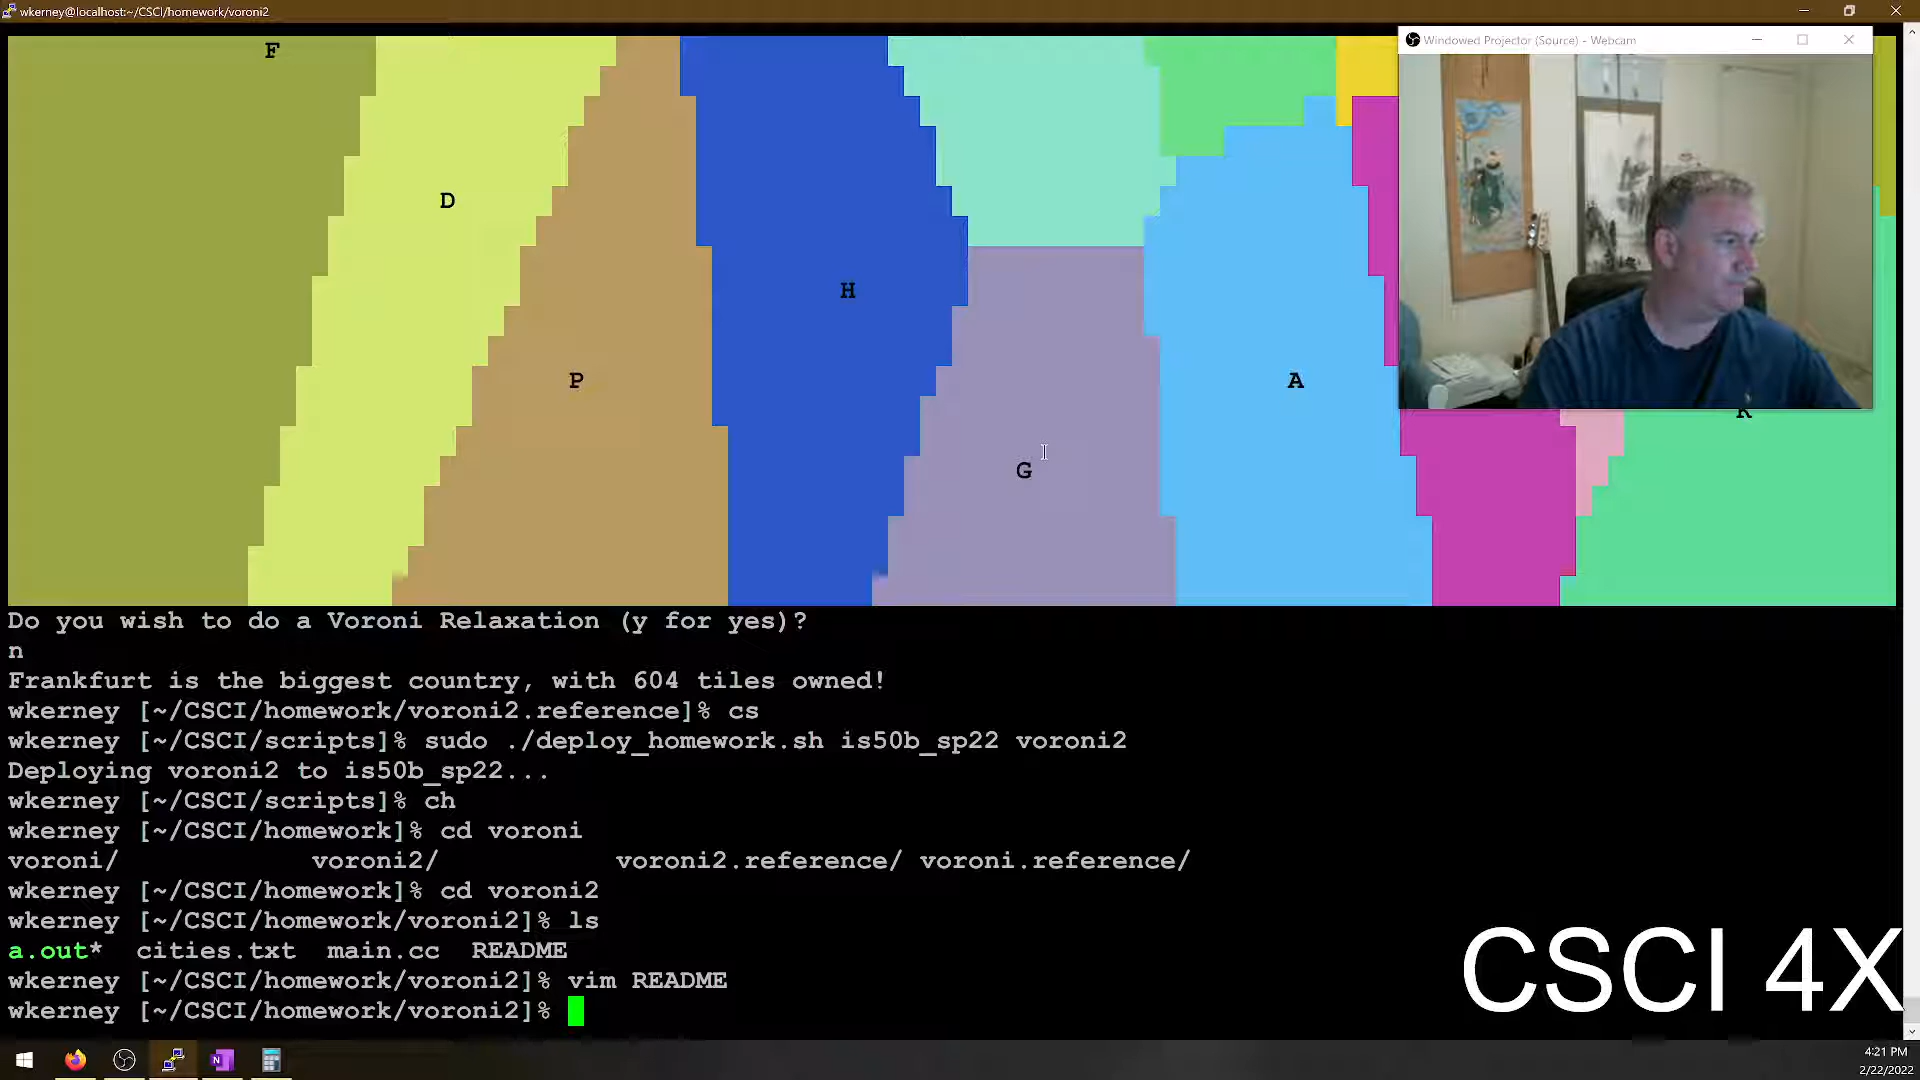 wkerney@localhost:~/CSCI/homework/voroni2
Windowed Projector (Source) - Webcam
F
D
H
P
A
K
G
Do you wish to do a Voroni Relaxation (y for yes)?
n
Frankfurt is the biggest country, with 604 tiles owned!
wkerney [~/CSCI/homework/voroni2.reference]% cs
wkerney [~/CSCI/scripts]% sudo ./deploy_homework.sh is50b_sp22 voroni2
Deploying voroni2 to is50b_sp22...
wkerney [~/CSCI/scripts]% ch
wkerney [~/CSCI/homework]% cd voroni
voroni/ voroni2/ voroni2.reference/ voroni.reference/
wkerney [~/CSCI/homework]% cd voroni2
wkerney [~/CSCI/homework/voroni2]% ls
a.out* cities.txt main.cc README
wkerney [~/CSCI/homework/voroni2]% vim README
wkerney [~/CSCI/homework/voroni2]%
CSCI 4X
4:21 PM
2/22/2022